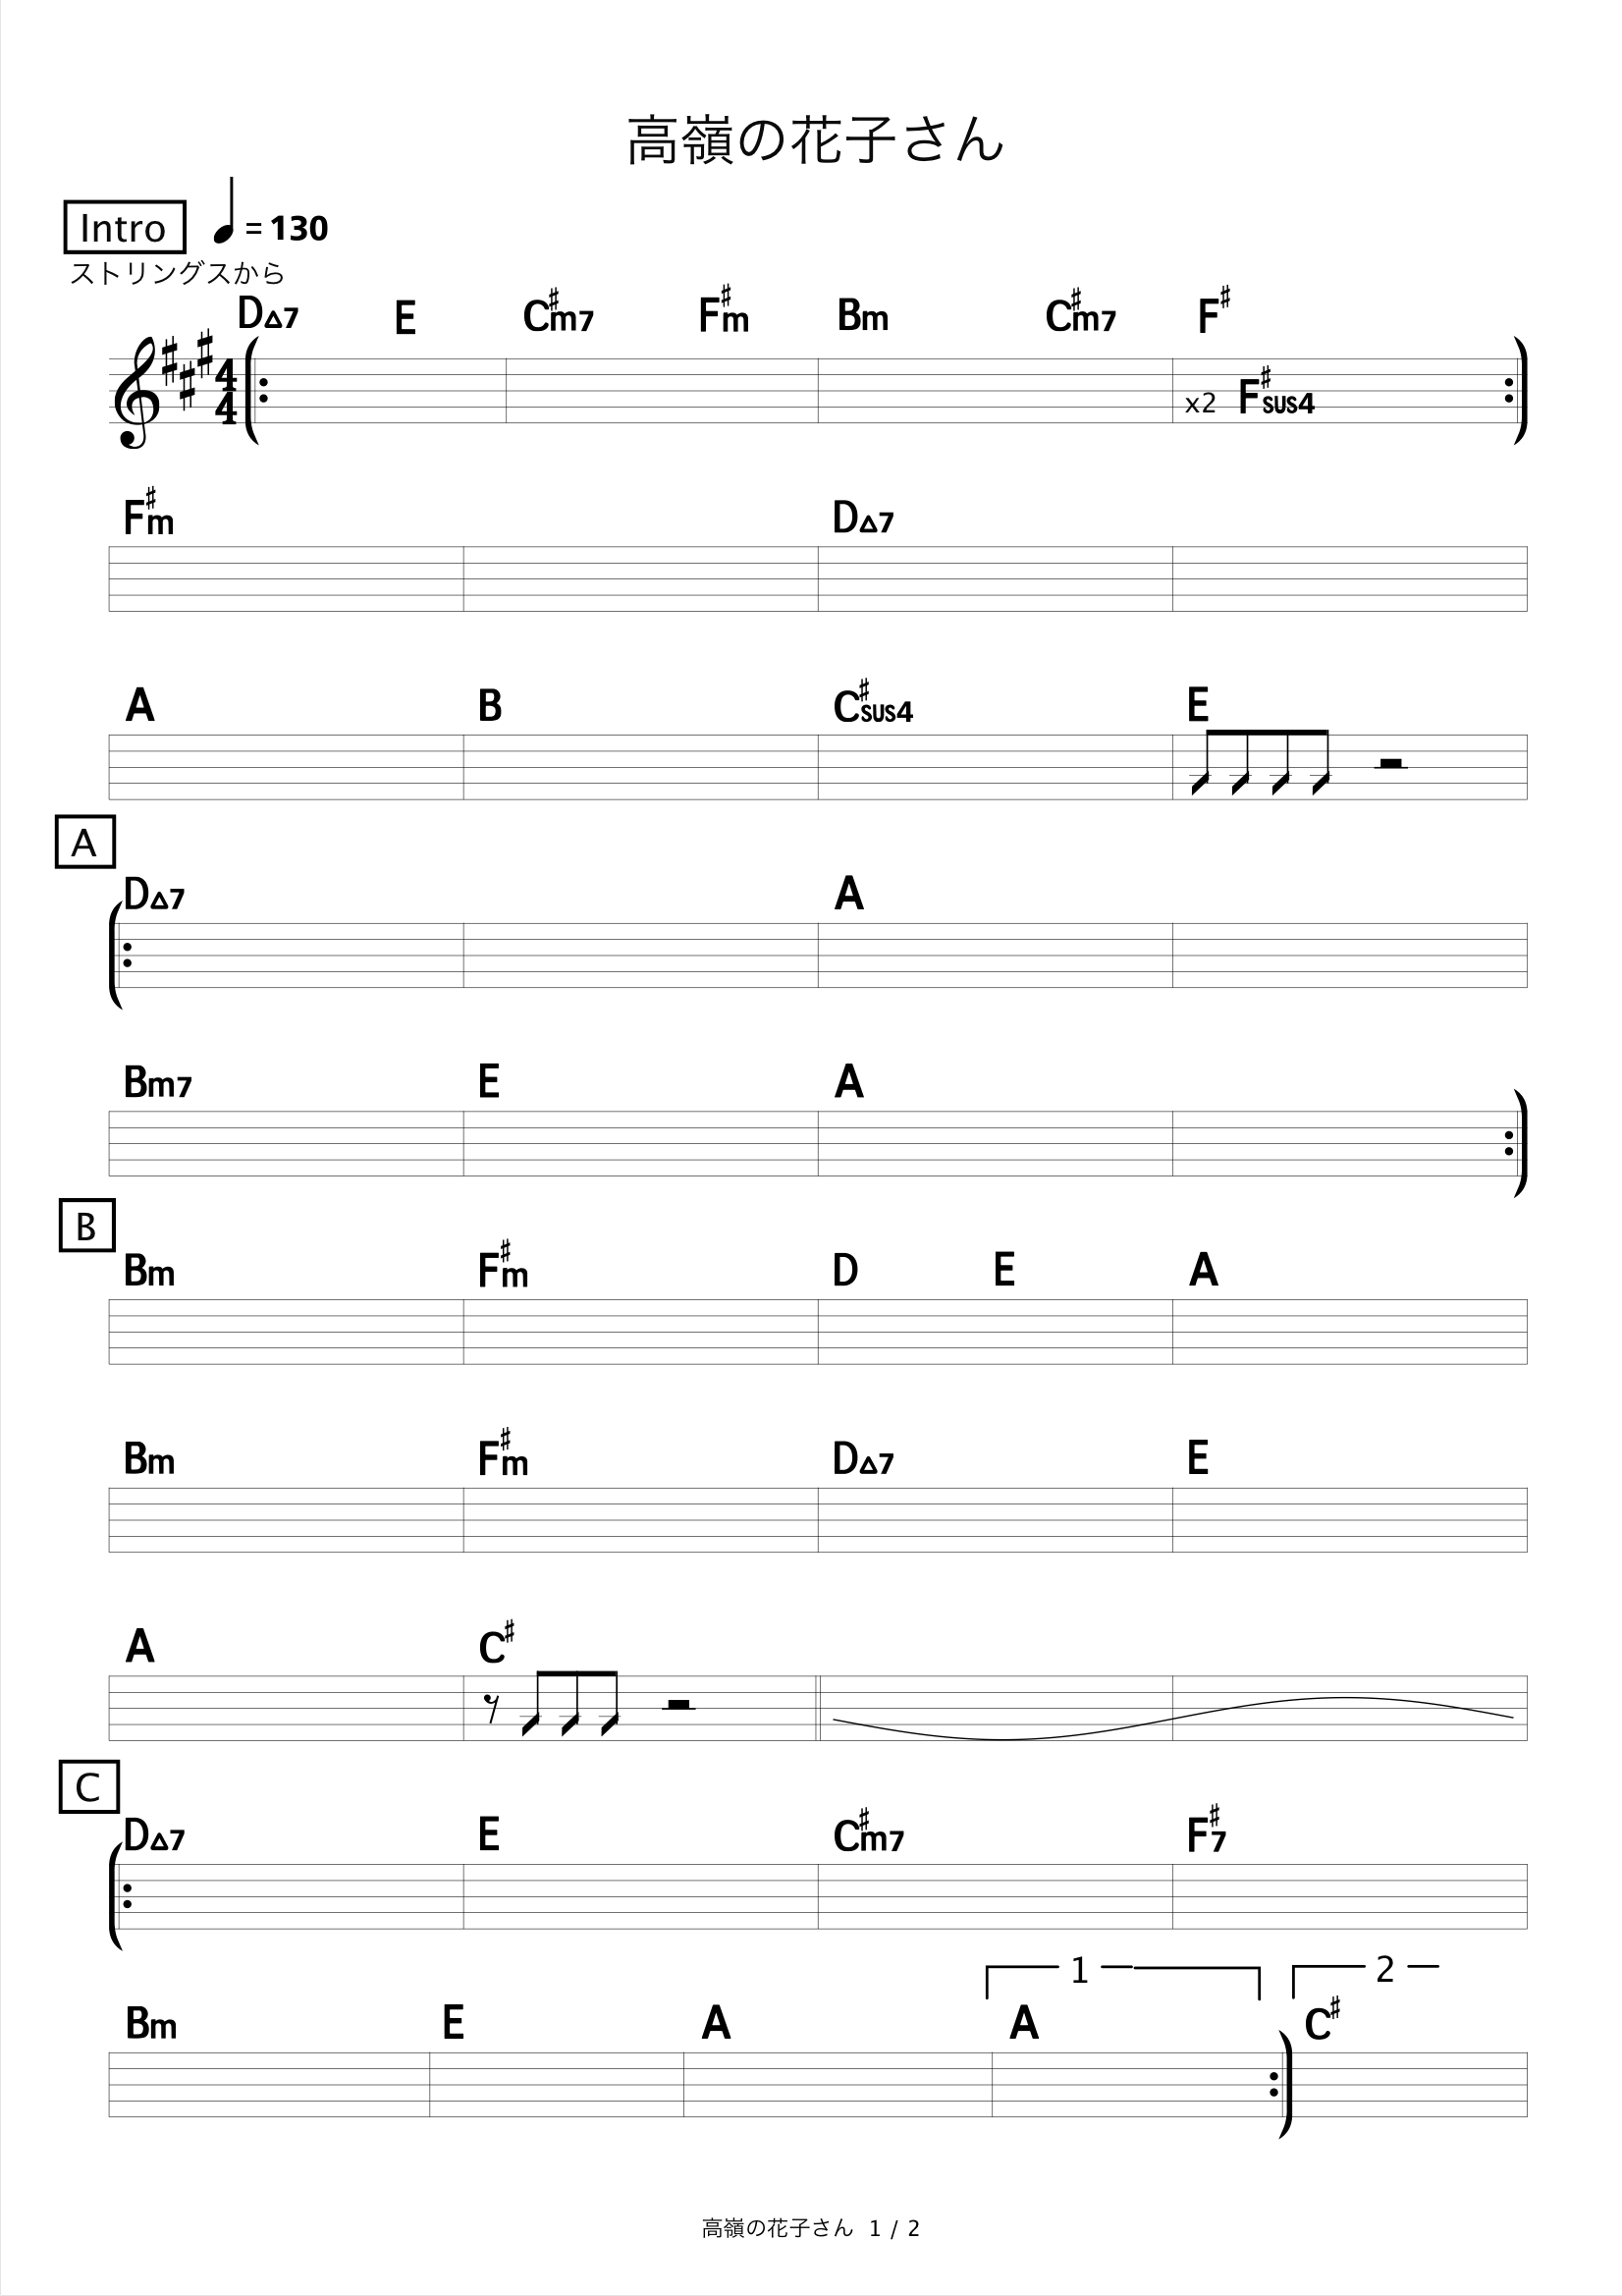 高嶺の花子さん
Intro ♩= 130
ストリングスから
D△7 E C♯m7 F♯m Bm C♯m7 F♯
4
4
x2 F♯sus4
F♯m D△7
A B C♯sus4 E
A
D△7 A
Bm7 E A
B
Bm F♯m D E A
Bm F♯m D△7 E
A C♯
C
D△7 E C♯m7 F♯7
1 2
Bm E A A C♯
高嶺の花子さん 1 / 2